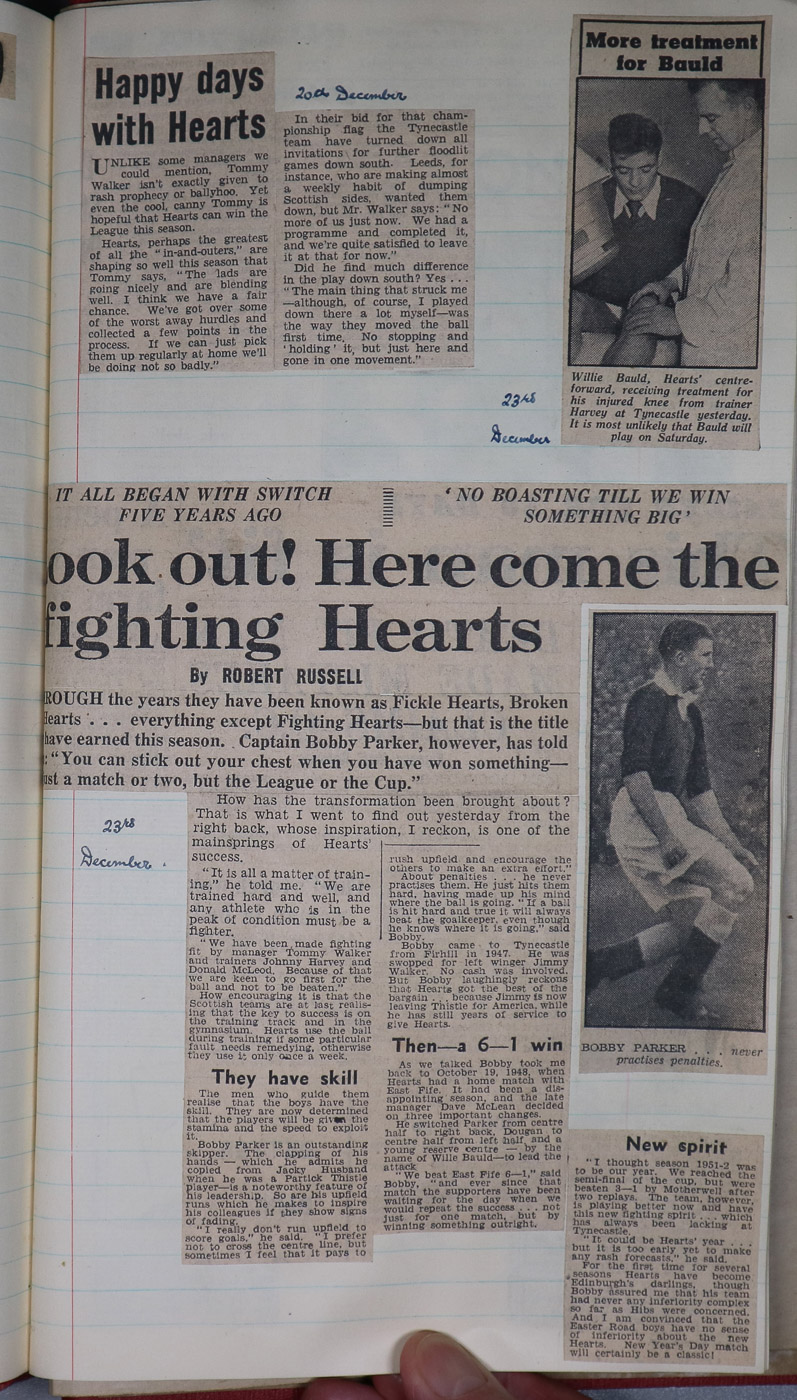 Happy days
with Hearts
UNLIKE some managers we
could mention, Tommy
Walker isn't exactly given to
rash prophecy or ballyhoo. Yet
even the cool, canny Tommy is
hopeful that Hearts can win the
League this season.
Hearts, perhaps the greatest
of all the "in-and-outers," are
shaping so well this season that
Tommy says, "The lads are
going nicely and are blending
well. I think we have a fair
chance. We've got over some
of the worst away hurdles and
collected a few points in the
process. If we can just pick
them up regularly at home we'll
be doing not so badly."
20th December
In their bid for that cham-
pionship flag the Tynecastle
team have turned down all
invitations for further floodlit
games down south. Leeds, for
instance, who are making almost
a weekly habit of dumping
Scottish sides, wanted them
down, but Mr. Walker says: "No
more of us just now. We had a
programme and completed it,
and we're quite satisfied to leave
it at that for now."
Did he find much difference
in the play down south? Yes . . .
"The main thing that struck me
—although, of course, I played
down there a lot myself—was
the way they moved the ball
first time. No stopping and
'holding' it, but just here and
gone in one movement."
More treatment
for Bauld
Willie Bauld, Hearts' centre-
forward, receiving treatment for
his injured knee from trainer
Harvey at Tynecastle yesterday.
It is most unlikely that Bauld will
play on Saturday.
23rd
December
IT ALL BEGAN WITH SWITCH
FIVE YEARS AGO
'NO BOASTING TILL WE WIN
SOMETHING BIG'
ook out! Here come the
fighting Hearts
By ROBERT RUSSELL
ROUGH the years they have been known as Fickle Hearts, Broken
Hearts . . . everything except Fighting Hearts—but that is the title
have earned this season. Captain Bobby Parker, however, has told
: "You can stick out your chest when you have won something—
ust a match or two, but the League or the Cup."
23rd
December.
How has the transformation been brought about?
That is what I went to find out yesterday from the
right back, whose inspiration, I reckon, is one of the
mainsprings of Hearts'
success.
"It is all a matter of train-
ing," he told me. "We are
trained hard and well, and
any athlete who is in the
peak of condition must be a
fighter.
"We have been made fighting
fit by manager Tommy Walker
and trainers Johnny Harvey and
Donald McLeod. Because of that
we are keen to go first for the
ball and not to be beaten."
How encouraging it is that the
Scottish teams are at last realis-
ing that the key to success is on
the training track and in the
gymnasium. Hearts use the ball
during training if some particular
fault needs remedying, otherwise
they use it only once a week.
They have skill
The men who guide them
realise that the boys have the
skill. They are now determined
that the players will be given the
stamina and the speed to exploit
it.
Bobby Parker is an outstanding
skipper. The clapping of his
hands — which he admits he
copied from Jacky Husband
when he was a Partick Thistle
player—is a noteworthy feature of
his leadership. So are his upfield
runs which he makes to inspire
his colleagues if they show signs
of fading.
"I really don't run upfield to
score goals," he said. "I prefer
not to cross the centre line, but
sometimes I feel that it pays to
rush upfield and encourage the
others to make an extra effort."
About penalties . . . he never
practises them. He just hits them
hard, having made up his mind
where the ball is going. "If a ball
is hit hard and true it will always
beat the goalkeeper, even though
he knows where it is going," said
Bobby.
Bobby came to Tynecastle
from Firhill in 1947. He was
swopped for left winger Jimmy
Walker. No cash was involved.
But Bobby laughingly reckons
that Hearts got the best of the
bargain . . . because Jimmy is now
leaving Thistle for America, while
he has still years of service to
give Hearts.
Then—a 6—1 win
As we talked Bobby took me
back to October 19, 1948, when
Hearts had a home match with
East Fife. It had been a dis-
appointing season, and the late
manager Dave McLean decided
on three important changes.
He switched Parker from centre
half to right back, Dougan to
centre half from left half, and a
young reserve centre — by the
name of Wille Bauld—to lead the
attack
"We beat East Fife 6—1," said
Bobby, "and ever since that
match the supporters have been
waiting for the day when we
would repeat the success . . . not
just for one match, but by
winning something outright.
BOBBY PARKER . . . never
practises penalties.
New spirit
"I thought season 1951-2 was
to be our year. We reached the
semi-final of the cup, but were
beaten 3—1 by Motherwell after
two replays. The team, however,
is playing better now and have
this new fighting spirit . . . which
has always been lacking at
Tynecastle.
"It could be Hearts' year . . .
but it is too early yet to make
any rash forecasts," he said.
For the first time for several
seasons Hearts have become
Edinburgh's darlings, though
Bobby assured me that his team
had never any inferiority complex
so far as Hibs were concerned.
And I am convinced that the
Easter Road boys have no sense
of inferiority about the new
Hearts. New Year's Day match
will certainly be a classic!